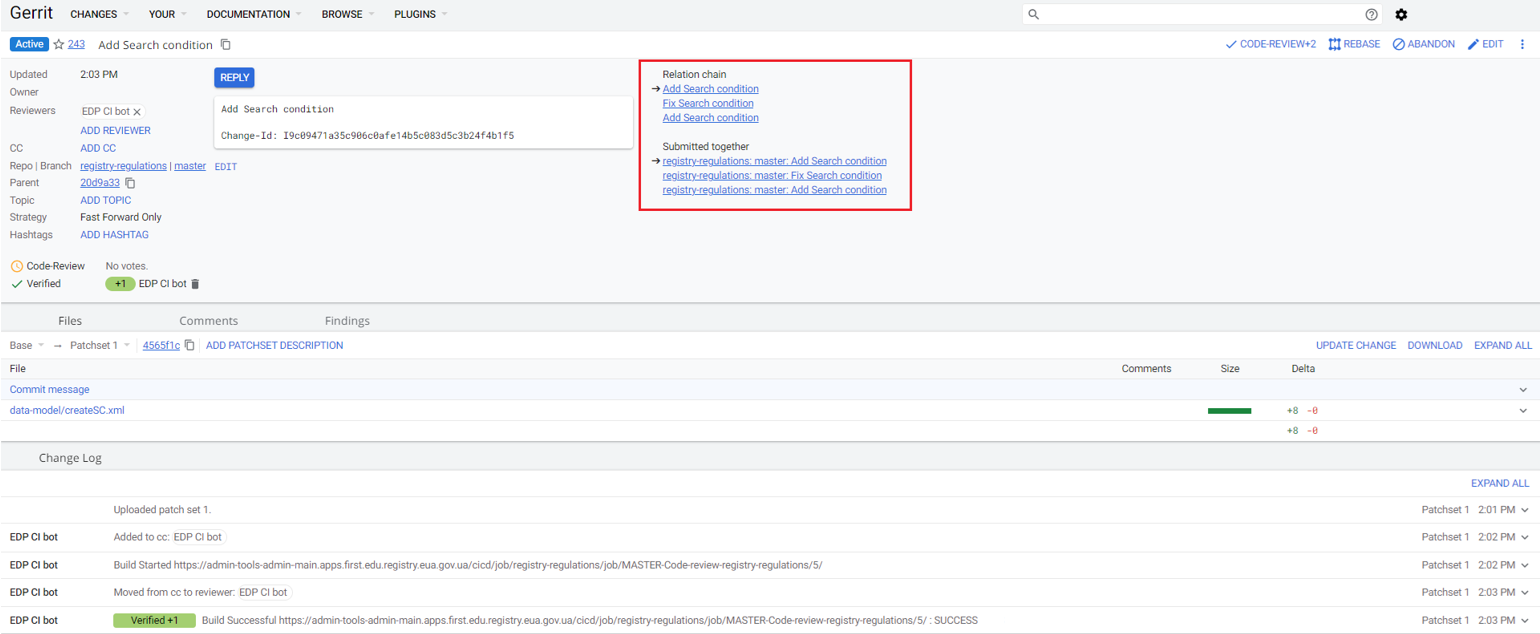 Gerrit CHANGES YOUR DOCUMENTATION BROWSE PLUGINS
Active 243 Add Search condition CODE-REVIEW+2 REBASE ABANDON EDIT
Updated 2:03 PM
Owner
Reviewers EDP CI bot
ADD REVIEWER
CC ADD CC
Repo | Branch registry-regulations | master EDIT
Parent 20d9a33
Topic ADD TOPIC
Strategy Fast Forward Only
Hashtags ADD HASHTAG
Code-Review No votes.
Verified +1 EDP CI bot
REPLY
Add Search condition
Change-Id: I9c09471a35c906c0afe14b5c083d5c3b24f4b1f5
Relation chain
→ Add Search condition
Fix Search condition
Add Search condition
Submitted together
→ registry-regulations: master: Add Search condition
registry-regulations: master: Fix Search condition
registry-regulations: master: Add Search condition
Files Comments Findings
Base → Patchset 1 4565f1c ADD PATCHSET DESCRIPTION UPDATE CHANGE DOWNLOAD EXPAND ALL
File Comments Size Delta
Commit message
data-model/createSC.xml +8 -0
+8 -0
Change Log
EXPAND ALL
Uploaded patch set 1. Patchset 1 2:01 PM
EDP CI bot Added to cc: EDP CI bot Patchset 1 2:02 PM
EDP CI bot Build Started https://admin-tools-admin-main.apps.first.edu.registry.eua.gov.ua/cicd/job/registry-regulations/job/MASTER-Code-review-registry-regulations/5/ Patchset 1 2:02 PM
EDP CI bot Moved from cc to reviewer: EDP CI bot Patchset 1 2:03 PM
EDP CI bot Verified +1 Build Successful https://admin-tools-admin-main.apps.first.edu.registry.eua.gov.ua/cicd/job/registry-regulations/job/MASTER-Code-review-registry-regulations/5/ : SUCCESS Patchset 1 2:03 PM